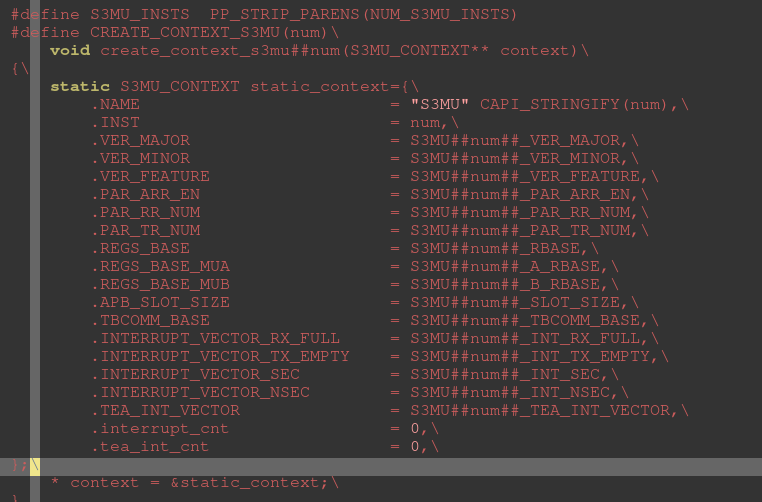 #define S3MU_INSTS  PP_STRIP_PARENS(NUM_S3MU_INSTS)
#define CREATE_CONTEXT_S3MU(num)\
    void create_context_s3mu##num(S3MU_CONTEXT** context)\
{\
    static S3MU_CONTEXT static_context={\
        .NAME                         = "S3MU" CAPI_STRINGIFY(num),\
        .INST                         = num,\
        .VER_MAJOR                    = S3MU##num##_VER_MAJOR,\
        .VER_MINOR                    = S3MU##num##_VER_MINOR,\
        .VER_FEATURE                  = S3MU##num##_VER_FEATURE,\
        .PAR_ARR_EN                   = S3MU##num##_PAR_ARR_EN,\
        .PAR_RR_NUM                   = S3MU##num##_PAR_RR_NUM,\
        .PAR_TR_NUM                   = S3MU##num##_PAR_TR_NUM,\
        .REGS_BASE                    = S3MU##num##_RBASE,\
        .REGS_BASE_MUA                = S3MU##num##_A_RBASE,\
        .REGS_BASE_MUB                = S3MU##num##_B_RBASE,\
        .APB_SLOT_SIZE                = S3MU##num##_SLOT_SIZE,\
        .TBCOMM_BASE                  = S3MU##num##_TBCOMM_BASE,\
        .INTERRUPT_VECTOR_RX_FULL     = S3MU##num##_INT_RX_FULL,\
        .INTERRUPT_VECTOR_TX_EMPTY    = S3MU##num##_INT_TX_EMPTY,\
        .INTERRUPT_VECTOR_SEC         = S3MU##num##_INT_SEC,\
        .INTERRUPT_VECTOR_NSEC        = S3MU##num##_INT_NSEC,\
        .TEA_INT_VECTOR               = S3MU##num##_TEA_INT_VECTOR,\
        .interrupt_cnt                = 0,\
        .tea_int_cnt                  = 0,\
};\
    * context = &static_context;\
}